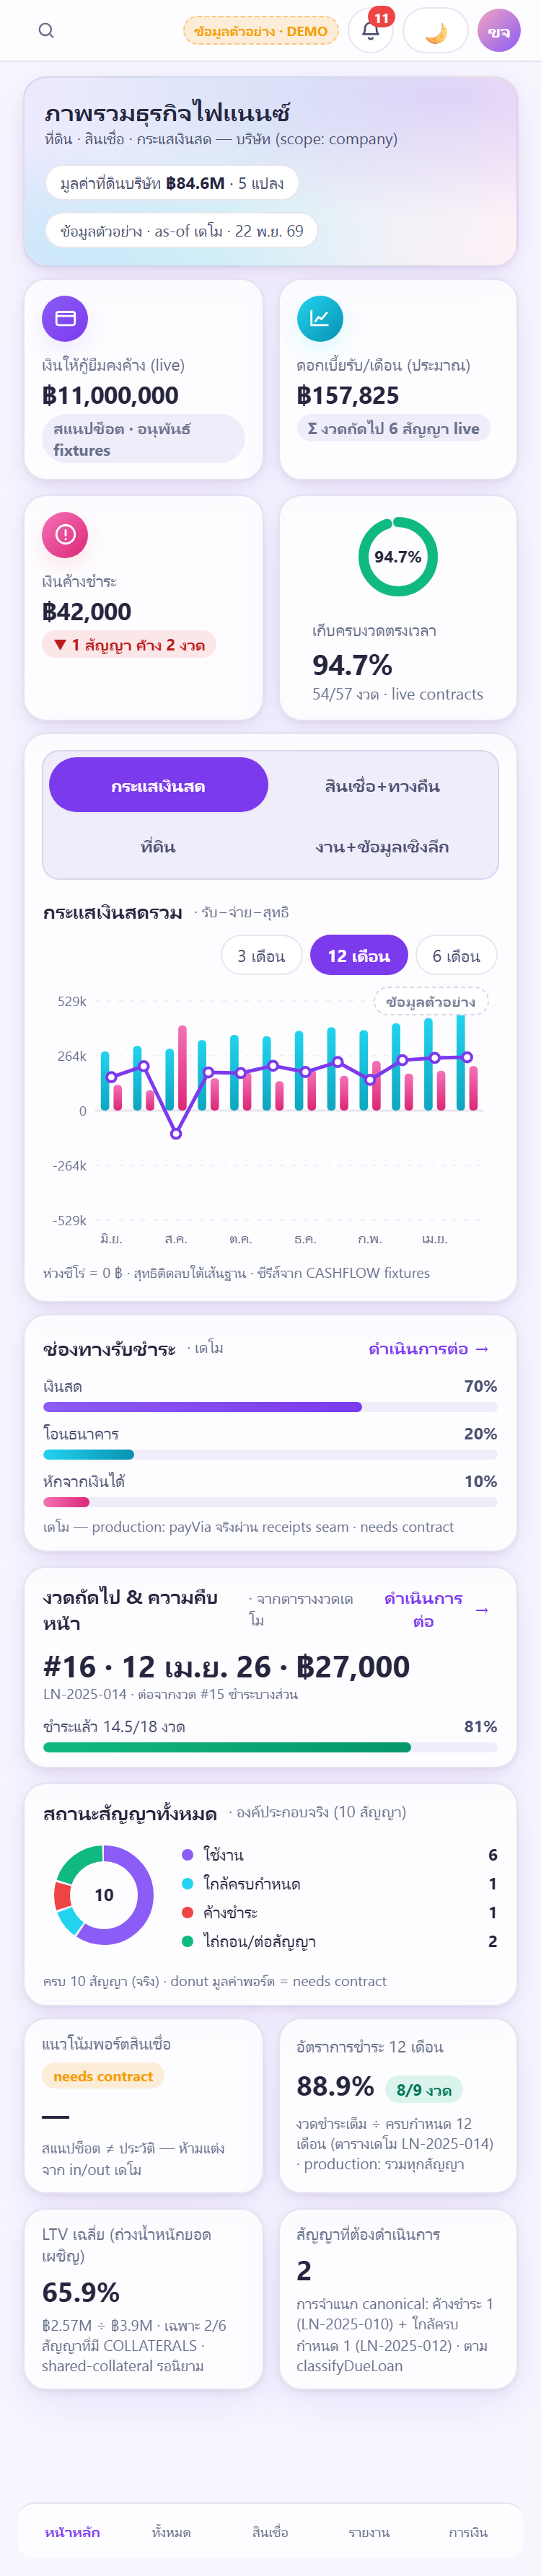 ข้อมูลตัวอย่าง · DEMO
11
ขจ
ภาพรวมธุรกิจไฟแนนซ์
ที่ดิน · สินเชื่อ · กระแสเงินสด — บริษัท (scope: company)
มูลค่าที่ดินบริษัท ฿84.6M · 5 แปลง
ข้อมูลตัวอย่าง · as-of เดโม · 22 พ.ย. 69
เงินให้กู้ยืมคงค้าง (live)
฿11,000,000
สแนปช็อต · อนุพันธ์
fixtures
ดอกเบี้ยรับ/เดือน (ประมาณ)
฿157,825
Σ งวดถัดไป 6 สัญญา live
เงินค้างชำระ
฿42,000
▼ 1 สัญญา ค้าง 2 งวด
94.7%
เก็บครบงวดตรงเวลา
94.7%
54/57 งวด · live contracts
กระแสเงินสด
สินเชื่อ+ทวงคืน
ที่ดิน
งาน+ข้อมูลเชิงลึก
กระแสเงินสดรวม · รับ–จ่าย–สุทธิ
3 เดือน
12 เดือน
6 เดือน
ข้อมูลตัวอย่าง
529k
264k
0
-264k
-529k
มิ.ย. ส.ค. ต.ค. ธ.ค. ก.พ. เม.ย.
ห่วงซีโร่ = 0 ฿ · สุทธิติดลบใต้เส้นฐาน · ซีรีส์จาก CASHFLOW fixtures
ช่องทางรับชำระ · เดโม
ดำเนินการต่อ →
เงินสด 70%
โอนธนาคาร 20%
หักจากเงินได้ 10%
เดโม — production: payVia จริงผ่าน receipts seam · needs contract
งวดถัดไป & ความคืบ
หน้า
· จากตารางงวดเด
โม
ดำเนินการ
ต่อ
→
#16 · 12 เม.ย. 26 · ฿27,000
LN-2025-014 · ต่อจากงวด #15 ชำระบางส่วน
ชำระแล้ว 14.5/18 งวด 81%
สถานะสัญญาทั้งหมด · องค์ประกอบจริง (10 สัญญา)
10
ใช้งาน 6
ใกล้ครบกำหนด 1
ค้างชำระ 1
ไถ่ถอน/ต่อสัญญา 2
ครบ 10 สัญญา (จริง) · donut มูลค่าพอร์ต = needs contract
แนวโน้มพอร์ตสินเชื่อ
needs contract
—
สแนปช็อต ≠ ประวัติ — ห้ามแต่ง
จาก in/out เดโม
อัตราการชำระ 12 เดือน
88.9% 8/9 งวด
งวดชำระเต็ม ÷ ครบกำหนด 12
เดือน (ตารางเดโม LN-2025-014)
· production: รวมทุกสัญญา
LTV เฉลี่ย (ถ่วงน้ำหนักยอด
เผชิญ)
65.9%
฿2.57M ÷ ฿3.9M · เฉพาะ 2/6
สัญญาที่มี COLLATERALS ·
shared-collateral รอนิยาม
สัญญาที่ต้องดำเนินการ
2
การจำแนก canonical: ค้างชำระ 1
(LN-2025-010) + ใกล้ครบ
กำหนด 1 (LN-2025-012) · ตาม
classifyDueLoan
หน้าหลัก
ทั้งหมด
สินเชื่อ
รายงาน
การเงิน